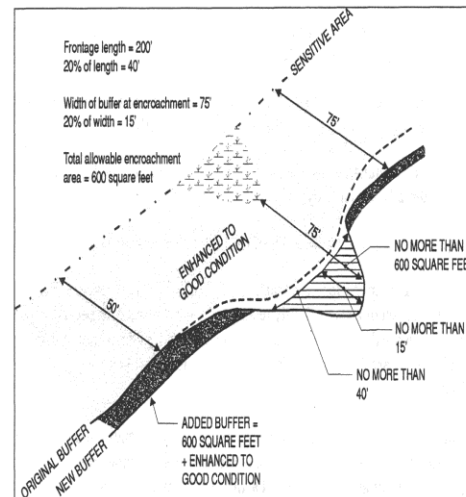 Frontage length = 200'
20% of length = 40'
Width of buffer at encroachment = 75'
20% of width = 15'
Total allowable encroachment
area = 600 square feet
SENSITIVE AREA
75'
75'
ENHANCED TO
GOOD CONDITION
50'
NO MORE THAN
600 SQUARE FEE
NO MORE THAN
15'
NO MORE THAN
40'
ADDED BUFFER =
600 SQUARE FEET
+ ENHANCED TO
GOOD CONDITION
ORIGINAL BUFFER
NEW BUFFER